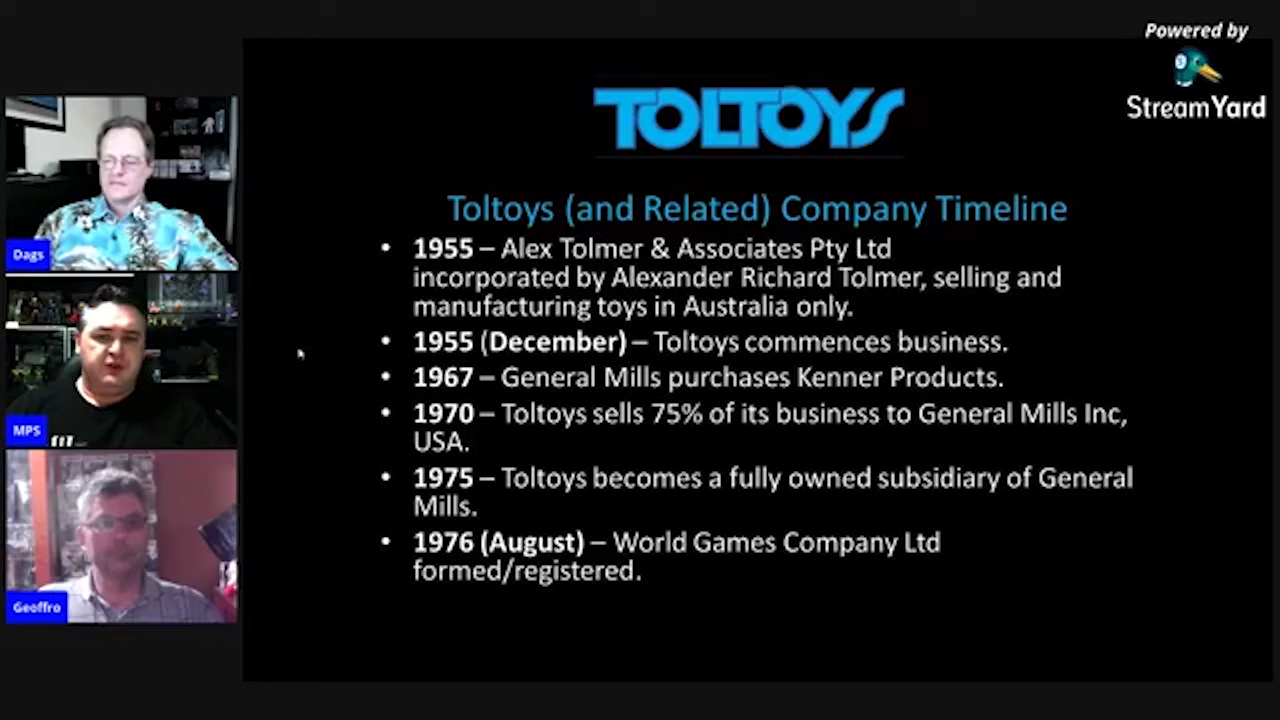 Powered by
StreamYard
TOLTOYS
Toltoys (and Related) Company Timeline
• 1955 – Alex Tolmer & Associates Pty Ltd
incorporated by Alexander Richard Tolmer, selling and
manufacturing toys in Australia only.
• 1955 (December) – Toltoys commences business.
• 1967 – General Mills purchases Kenner Products.
• 1970 – Toltoys sells 75% of its business to General Mills Inc,
USA.
• 1975 – Toltoys becomes a fully owned subsidiary of General
Mills.
• 1976 (August) – World Games Company Ltd
formed/registered.
Dags
MPS
Geoffro